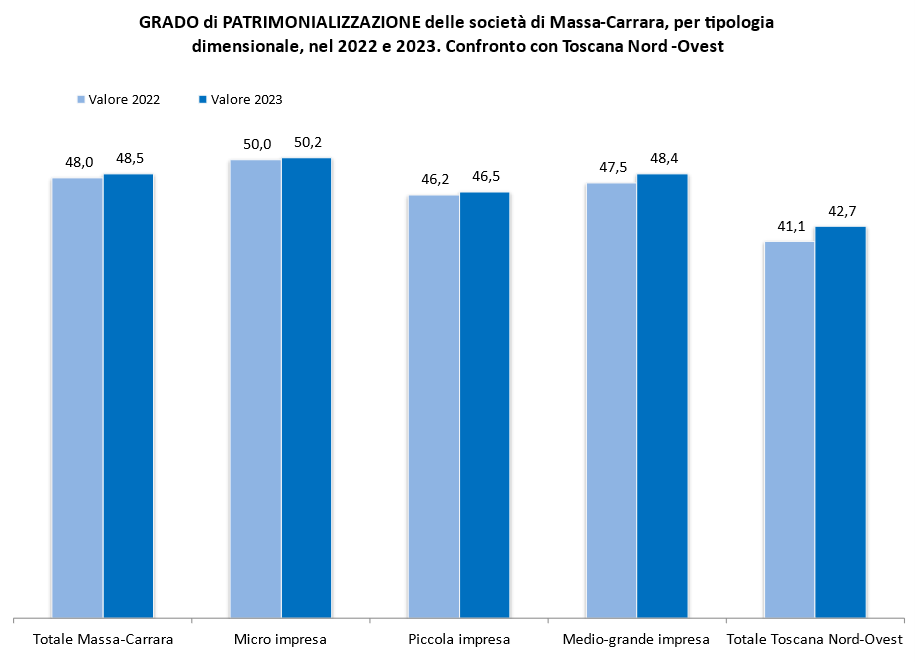 GRADO di PATRIMONIALIZZAZIONE delle società di Massa-Carrara, per tipologia
dimensionale, nel 2022 e 2023. Confronto con Toscana Nord -Ovest
Valore 2022 Valore 2023
48,0 48,5 50,0 50,2 46,2 46,5 47,5 48,4 41,1 42,7
Totale Massa-Carrara Micro impresa Piccola impresa Medio-grande impresa Totale Toscana Nord-Ovest